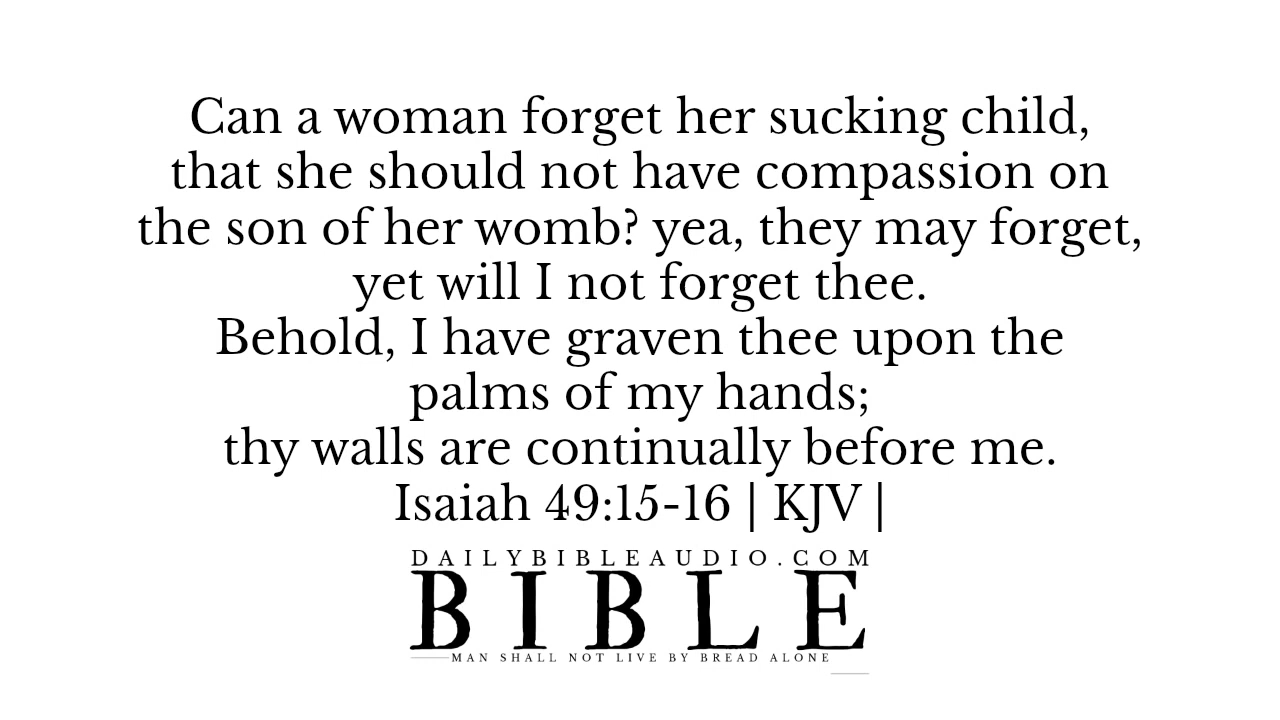 Can a woman forget her sucking child,
that she should not have compassion on
the son of her womb? yea, they may forget,
yet will I not forget thee.
Behold, I have graven thee upon the
palms of my hands;
thy walls are continually before me.
Isaiah 49:15-16 | KJV |
DAILYBIBLEAUDIO.COM
BIBLE
MAN SHALL NOT LIVE BY BREAD ALONE